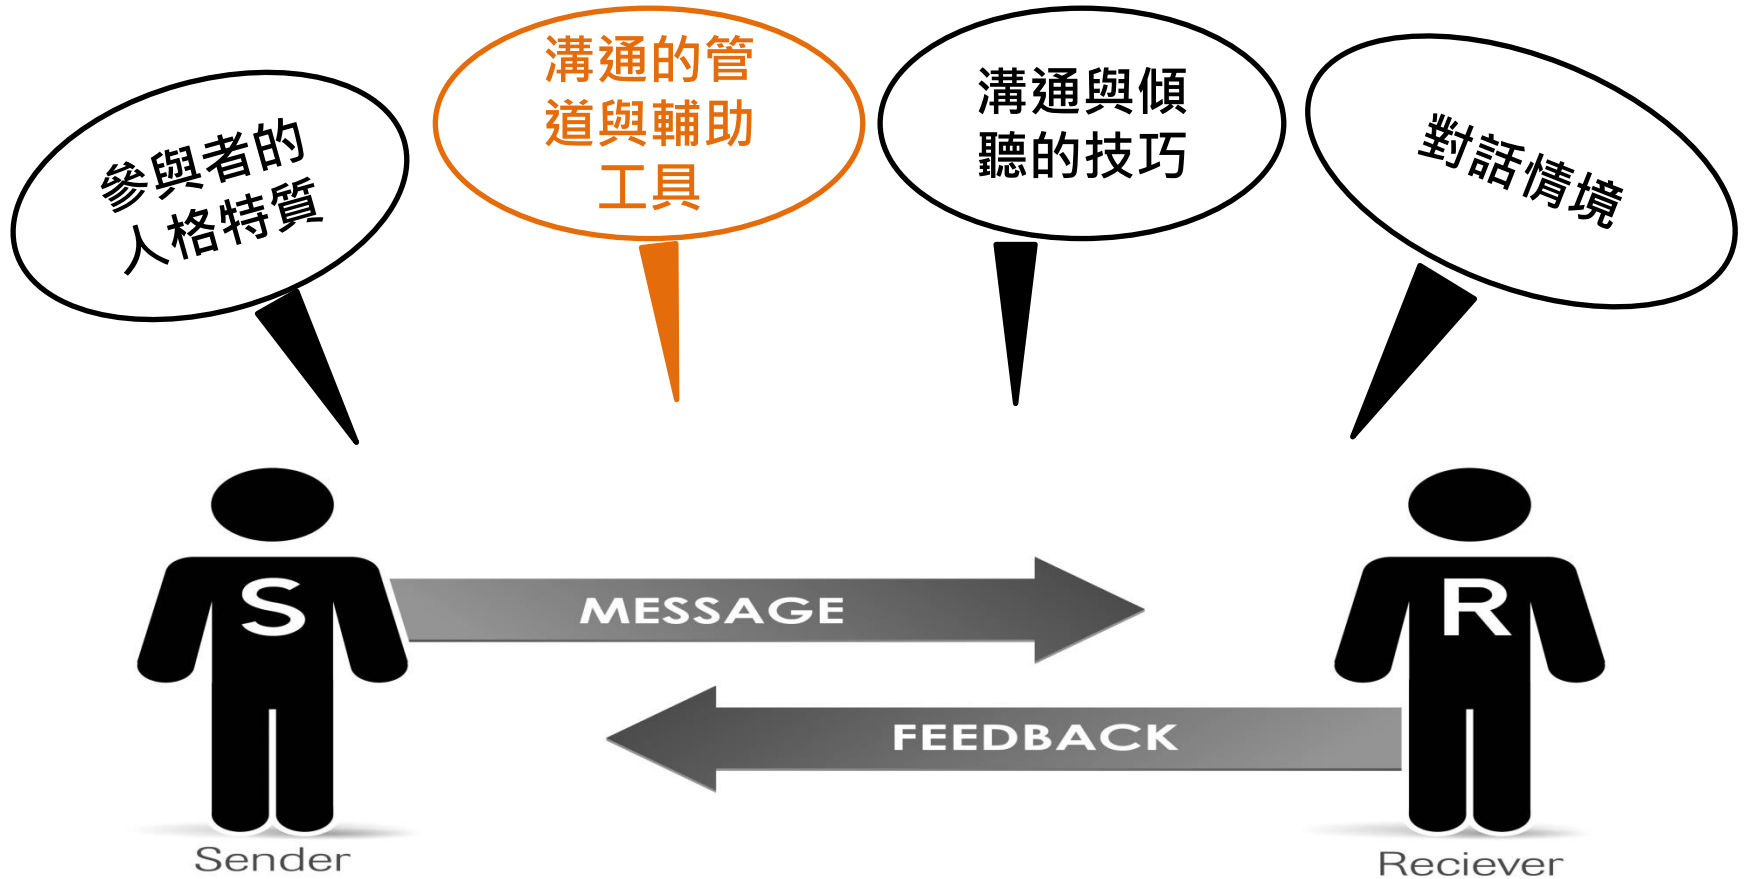 參與者的
人格特質
溝通的管
道與輔助
工具
溝通與傾
聽的技巧
對話情境
S
R
MESSAGE
FEEDBACK
Sender
Reciever